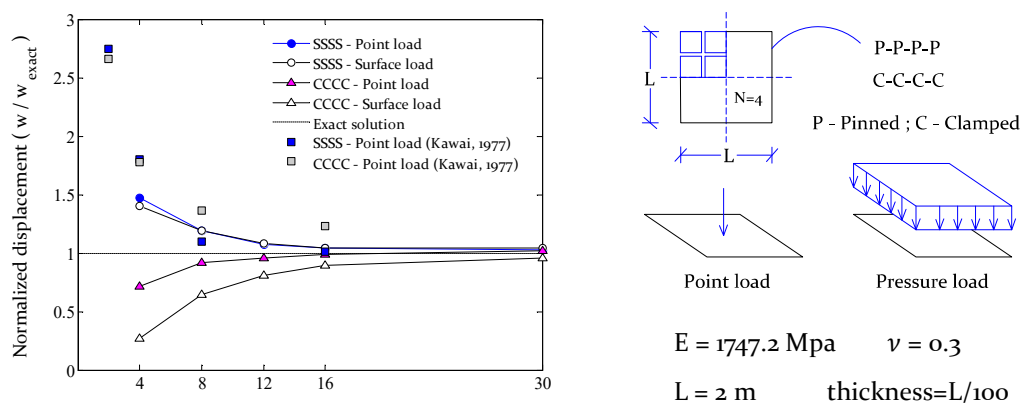 Normalized displacement ( w / w exact )
3
2.5
2
1.5
1
0.5
0
4
8
12
16
30
SSSS - Point load
SSSS - Surface load
CCCC - Point load
CCCC - Surface load
Exact solution
SSSS - Point load (Kawai, 1977)
CCCC - Point load (Kawai, 1977)
L
N=4
L
P-P-P-P
C-C-C-C
P - Pinned ; C - Clamped
Point load
Pressure load
E = 1747.2 Mpa ν = 0.3
L = 2 m thickness=L/100